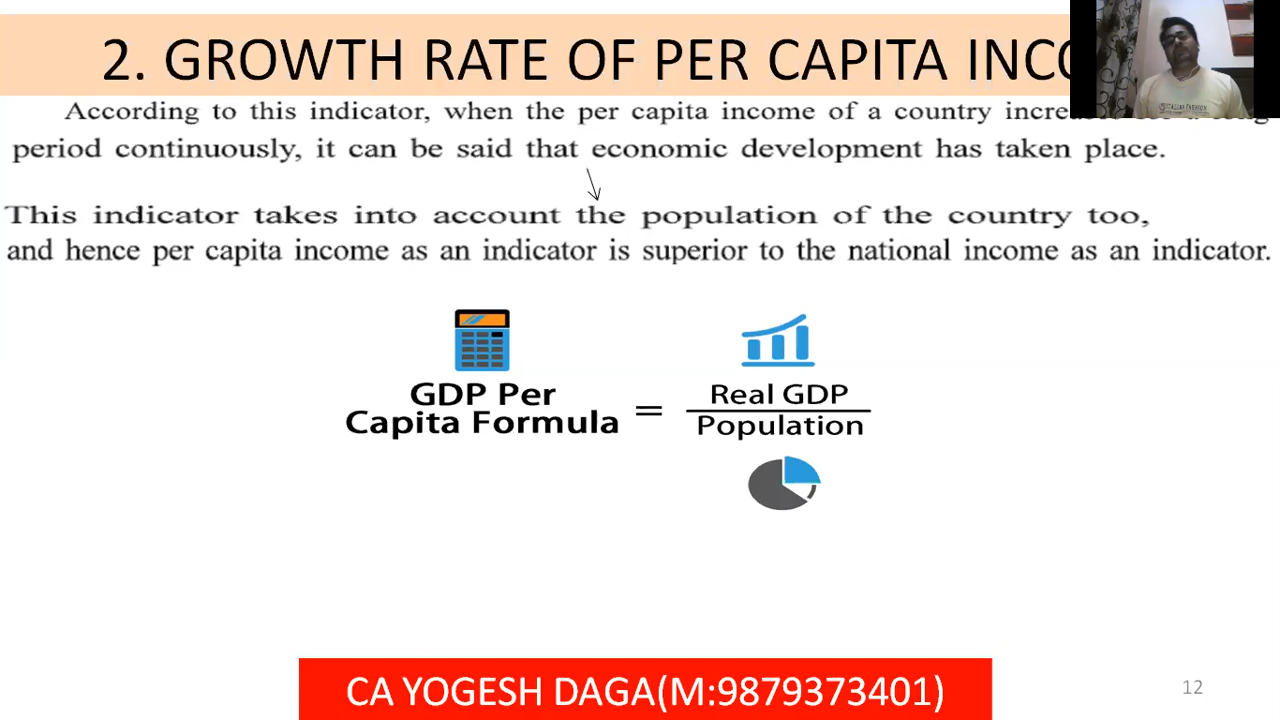 2. GROWTH RATE OF PER CAPITA INCO
According to this indicator, when the per capita income of a country
period continuously, it can be said that economic development has taken place.
This indicator takes into account the population of the country too,
and hence per capita income as an indicator is superior to the national income as an indicator.
GDP Per
Capita Formula
=
Real GDP
Population
CA YOGESH DAGA(M:9879373401)
12